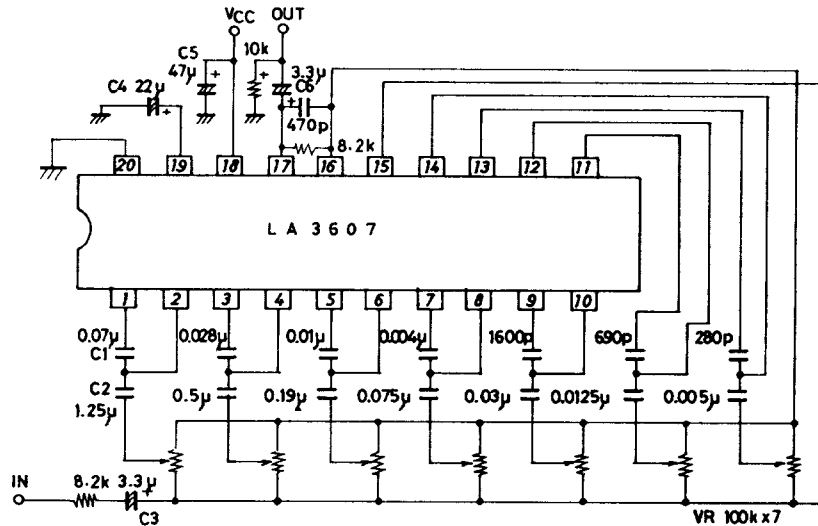 VCC OUT
C5 10k
47μ + + 3.3μ
C4 22μ C6
+ + 470p
8.2k
20 19 18 17 16 15 14 13 12 11
LA3607
1 2 3 4 5 6 7 8 9 10
0.07μ 0.028μ 0.01μ 0.004μ 1600p 690p 280p
C1
C2
1.25μ 0.5μ 0.19μ 0.075μ 0.03μ 0.0125μ 0.005μ
IN 8.2k 3.3μ +
C3
VR 100k x 7